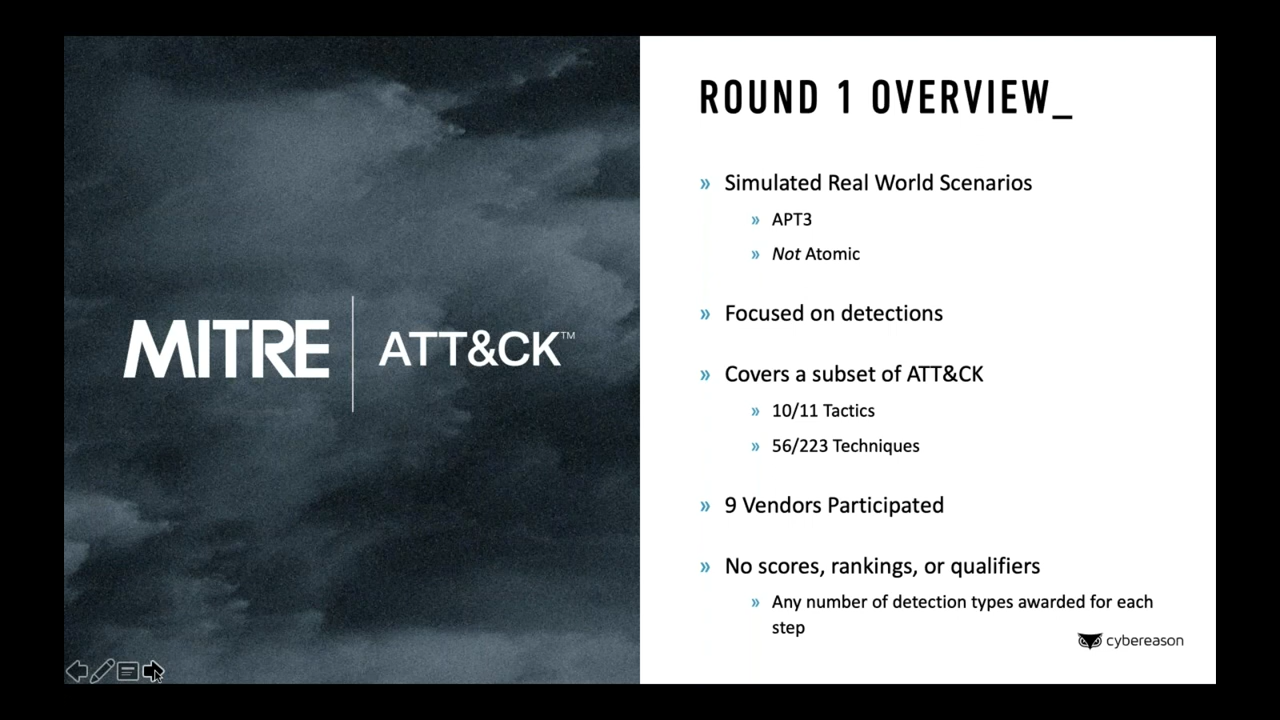 MITRE
ATT&CK™
ROUND 1 OVERVIEW_
» Simulated Real World Scenarios
» APT3
» Not Atomic
» Focused on detections
» Covers a subset of ATT&CK
» 10/11 Tactics
» 56/223 Techniques
» 9 Vendors Participated
» No scores, rankings, or qualifiers
» Any number of detection types awarded for each
step
cybereason